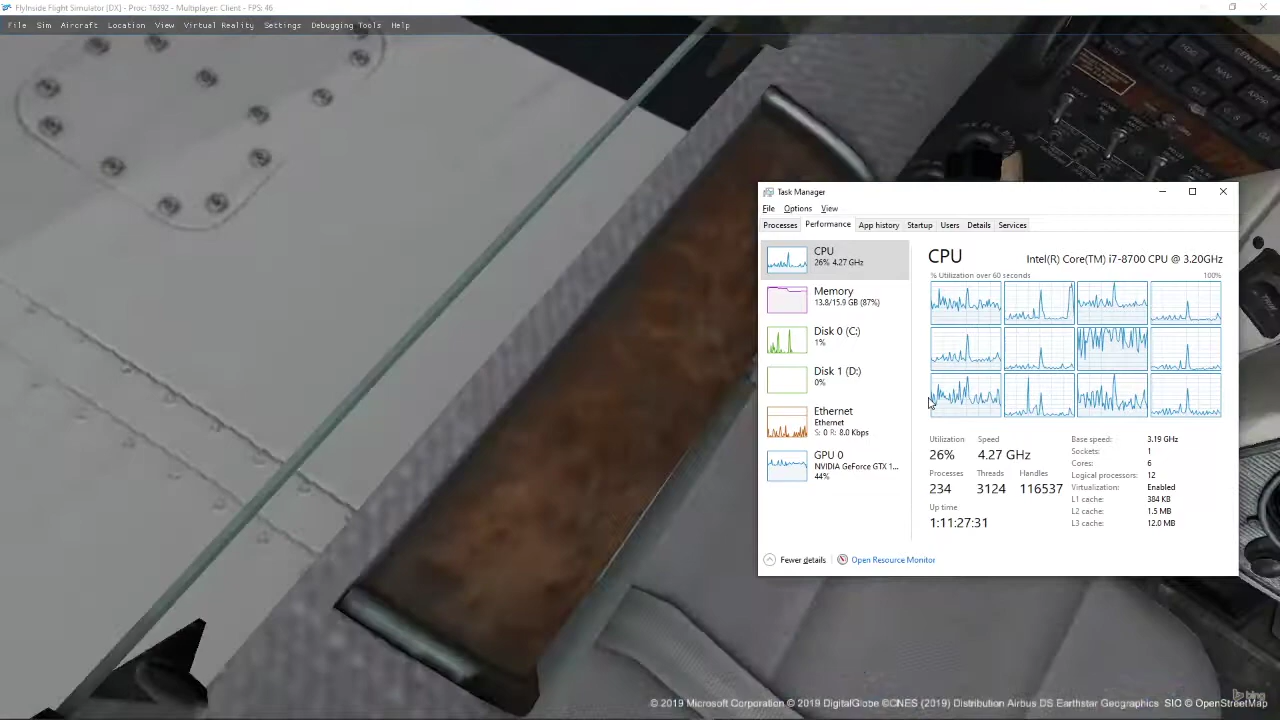 FlyInside Flight Simulator [DX] - Proc: 16392 - Multiplayer: Client - FPS: 46
File Sim Aircraft Location View Virtual Reality Settings Debugging Tools Help
CENTURY
TEST
HDG
NAV
APPR
ALT
Task Manager
File Options View
Processes Performance App history Startup Users Details Services
CPU
26% 4.27 GHz
Memory
13.8/15.9 GB (87%)
Disk 0 (C:)
1%
Disk 1 (D:)
0%
Ethernet
Ethernet
S: 0 R: 8.0 Kbps
GPU 0
NVIDIA GeForce GTX 1...
44%
CPU
Intel(R) Core(TM) i7-8700 CPU @ 3.20GHz
% Utilization over 60 seconds 100%
Utilization Speed
26% 4.27 GHz
Processes Threads Handles
234 3124 116537
Up time
1:11:27:31
Base speed: 3.19 GHz
Sockets: 1
Cores: 6
Logical processors: 12
Virtualization: Enabled
L1 cache: 384 KB
L2 cache: 1.5 MB
L3 cache: 12.0 MB
Fewer details Open Resource Monitor
bing
© 2019 Microsoft Corporation © 2019 DigitalGlobe ©CNES (2019) Distribution Airbus DS Earthstar Geographics SIO © OpenStreetMap